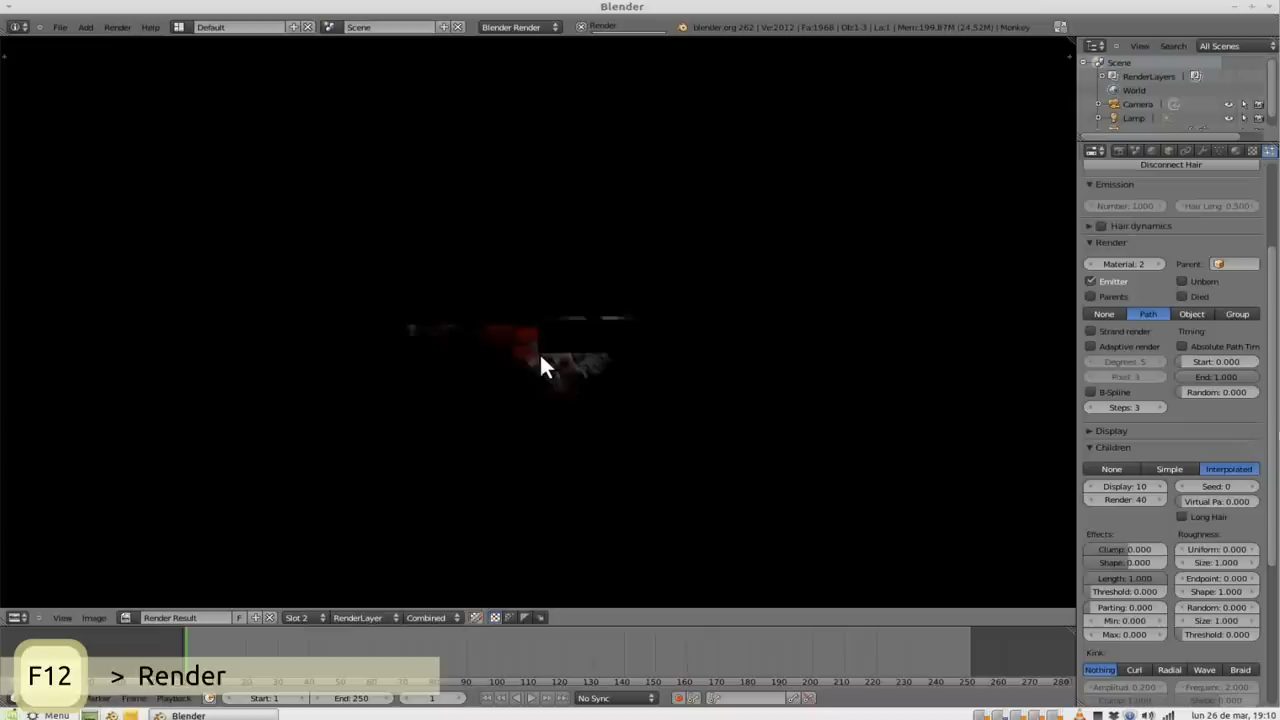 Blender
File Add Render Help Default Scene Blender Render Render blender.org 262 | Ve:2012 | Fa:1968 | Ob:1-3 | La:1 | Mem:199.87M (24.52M) | Monkey
View Search All Scenes
Scene
RenderLayers
World
Camera
Lamp
Disconnect Hair
Emission
Number: 1000 Hair Leng: 0.500
Hair dynamics
Render
Material: 2 Parent:
Emitter Unborn
Parents Died
None Path Object Group
Strand render Timing:
Adaptive render Absolute Path Tim
Degrees: 5 Start: 0.000
Pixel: 3 End: 1.000
B-Spline Random: 0.000
Steps: 3
Display
Children
None Simple Interpolated
Display: 10 Seed: 0
Render: 40 Virtual Pa: 0.000
Long Hair
Effects: Roughness:
Clump: 0.000 Uniform: 0.000
Shape: 0.000 Size: 1.000
Length: 1.000 Endpoint: 0.000
Threshold: 0.000 Shape: 1.000
Parting: 0.000 Random: 0.000
Min: 0.000 Size: 1.000
Max: 0.000 Threshold: 0.000
Kink:
Nothing Curl Radial Wave Braid
Amplitud: 0.200 Frequenc: 2.000
View Image Render Result F Slot 2 RenderLayer Combined
F12 > Render
80 90 100 110 120 130 140 150 160 170 180 190 200 210 220 230 240 250 260 270 280
Marker Frame Playback Start: 1 End: 250 1 No Sync
Menu Blender lun 26 de mar, 19:10